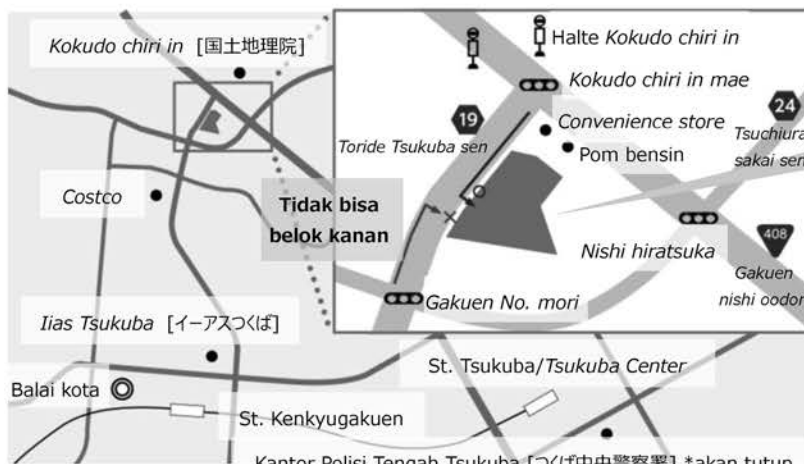 Kokudo chiri in [国土地理院]
Halte Kokudo chiri in
Kokudo chiri in mae
19
24
Toride Tsukuba sen
Convenience store
Tsuchiura
sakai sen
Pom bensin
Costco
Tidak bisa
belok kanan
Nishi hiratsuka
408
Gakuen
nishi oodor
Gakuen No. mori
Iias Tsukuba [イーアスつくば]
St. Tsukuba/Tsukuba Center
Balai kota
St. Kenkyugakuen
Kantor Polisi Tengah Tsukuba [つくば中央警察署] *akan tutup